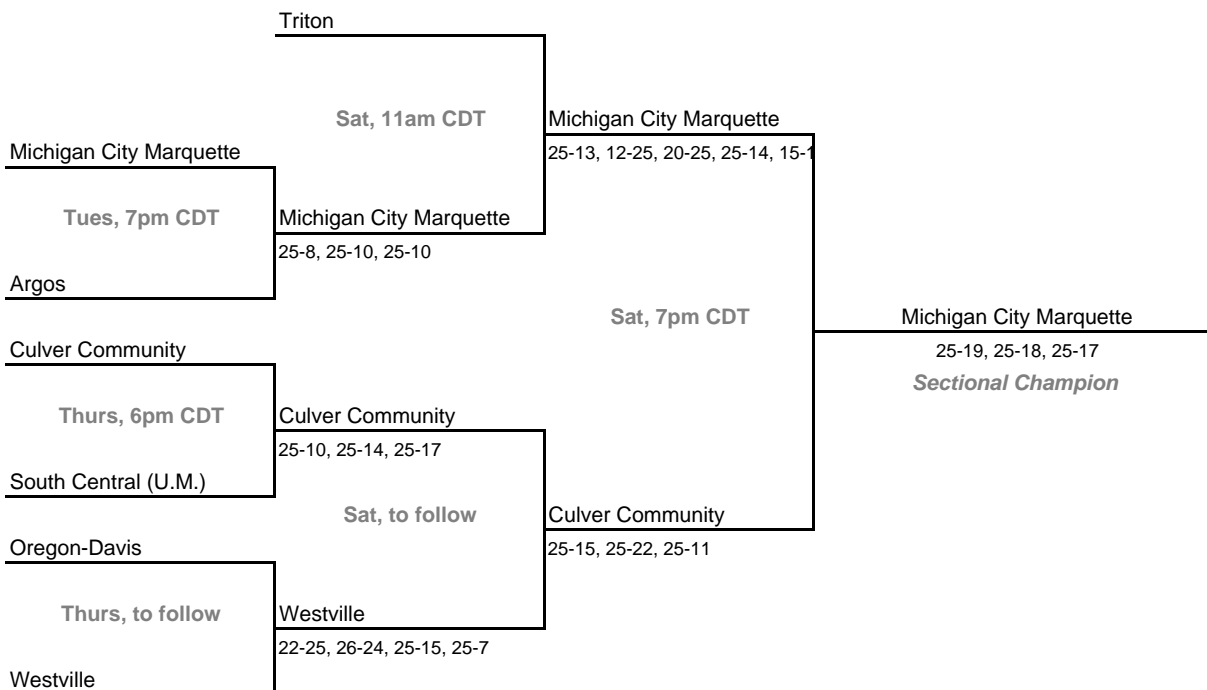 Triton
Sat, 11am CDT
Michigan City Marquette
Michigan City Marquette
25-13, 12-25, 20-25, 25-14, 15-1
Tues, 7pm CDT
Michigan City Marquette
25-8, 25-10, 25-10
Argos
Sat, 7pm CDT
Michigan City Marquette
Culver Community
25-19, 25-18, 25-17
Sectional Champion
Thurs, 6pm CDT
Culver Community
25-10, 25-14, 25-17
South Central (U.M.)
Sat, to follow
Culver Community
Oregon-Davis
25-15, 25-22, 25-11
Thurs, to follow
Westville
22-25, 26-24, 25-15, 25-7
Westville